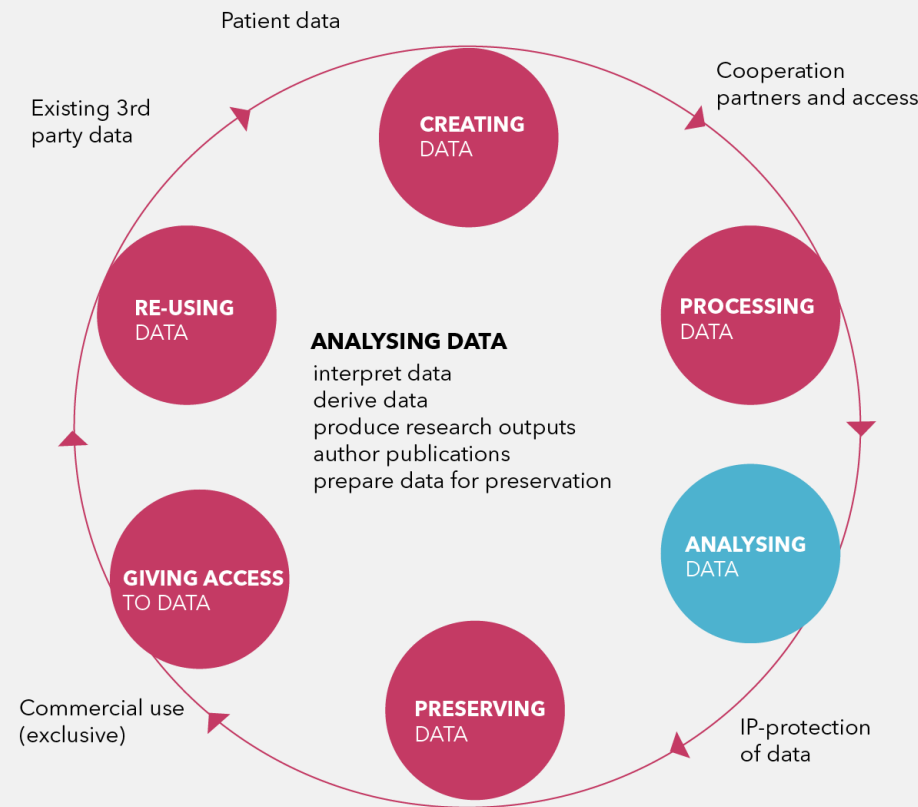 Patient data
Existing 3rd
party data
Cooperation
partners and access
CREATING
DATA
RE-USING
DATA
PROCESSING
DATA
ANALYSING DATA
interpret data
derive data
produce research outputs
author publications
prepare data for preservation
ANALYSING
DATA
GIVING ACCESS
TO DATA
PRESERVING
DATA
Commercial use
(exclusive)
IP-protection
of data